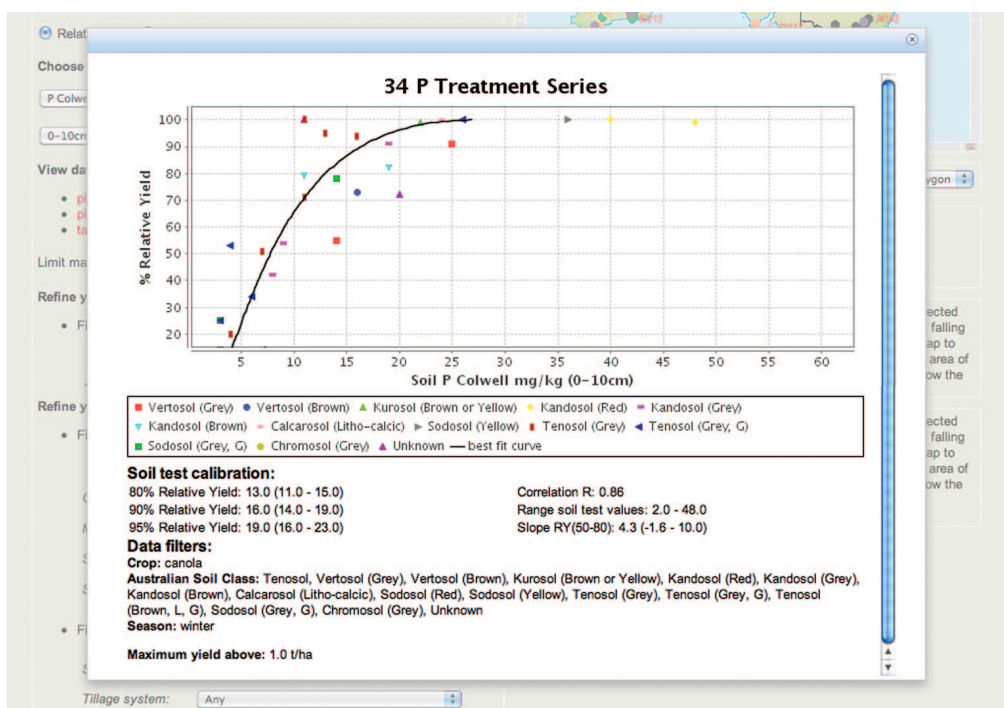 Relat
Choose
P Colwe
0-10cm
View da
pl
pl
ta
Limit ma
Refine y
Fi
Refine y
Fi
Fi
Tillage system: Any
ygon
ected
falling
ap to
area of
ow the
ected
falling
ap to
area of
ow the
34 P Treatment Series
% Relative Yield
100
90
80
70
60
50
40
30
20
5 10 15 20 25 30 35 40 45 50 55 60
Soil P Colwell mg/kg (0-10cm)
Vertosol (Grey) Vertosol (Brown) Kurosol (Brown or Yellow) Kandosol (Red) Kandosol (Grey)
Kandosol (Brown) Calcarosol (Litho-calcic) Sodosol (Yellow) Tenosol (Grey) Tenosol (Grey, G)
Sodosol (Grey, G) Chromosol (Grey) Unknown best fit curve
Soil test calibration:
80% Relative Yield: 13.0 (11.0 - 15.0) Correlation R: 0.86
90% Relative Yield: 16.0 (14.0 - 19.0) Range soil test values: 2.0 - 48.0
95% Relative Yield: 19.0 (16.0 - 23.0) Slope RY(50-80): 4.3 (-1.6 - 10.0)
Data filters:
Crop: canola
Australian Soil Class: Tenosol, Vertosol (Grey), Vertosol (Brown), Kurosol (Brown or Yellow), Kandosol (Red), Kandosol (Grey),
Kandosol (Brown), Calcarosol (Litho-calcic), Sodosol (Red), Sodosol (Yellow), Tenosol (Grey), Tenosol (Grey, G), Tenosol
(Brown, L, G), Sodosol (Grey, G), Chromosol (Grey), Unknown
Season: winter
Maximum yield above: 1.0 t/ha